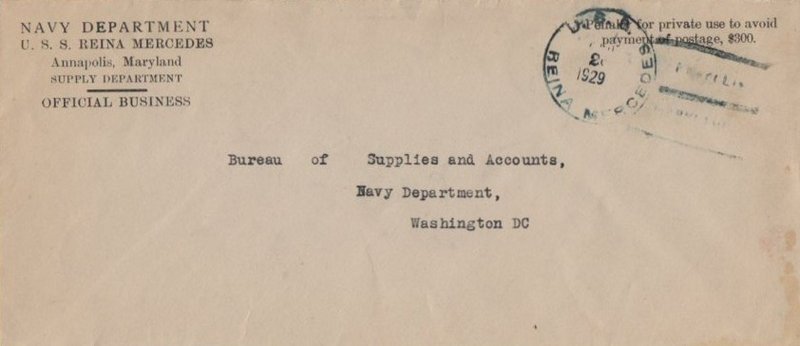 NAVY DEPARTMENT
U. S. S. REINA MERCEDES
Annapolis, Maryland
SUPPLY DEPARTMENT
OFFICIAL BUSINESS
Penalty for private use to avoid
payment of postage, $300.
U.S.S.
REINA MERCEDES
1929
Bureau of Supplies and Accounts,
Navy Department,
Washington DC